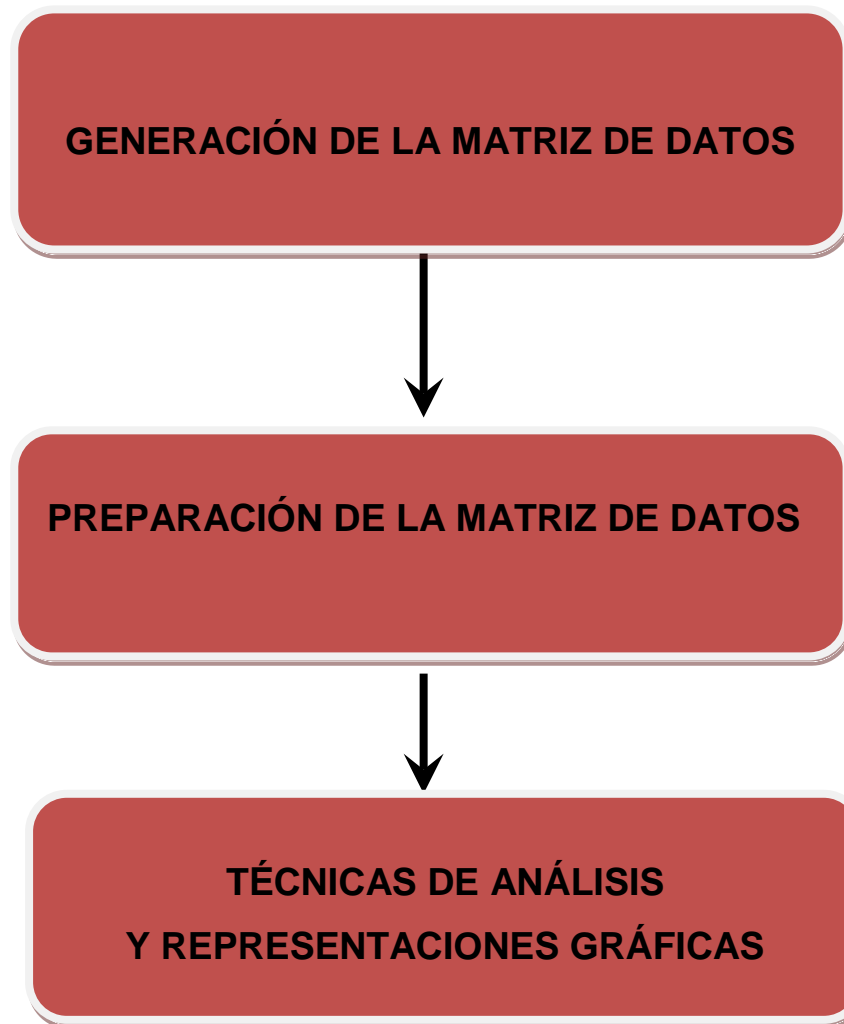 GENERACIÓN DE LA MATRIZ DE DATOS
PREPARACIÓN DE LA MATRIZ DE DATOS
TÉCNICAS DE ANÁLISIS
Y REPRESENTACIONES GRÁFICAS